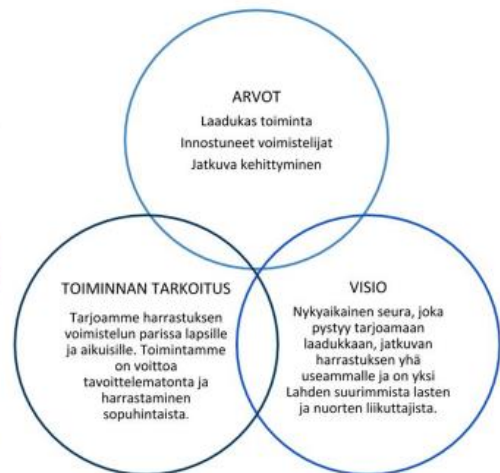 ARVOT
Laadukas toiminta
Innostuneet voimistelijat
Jatkuva kehittyminen
TOIMINNAN TARKOITUS
Tarjoamme harrastuksen
voimistelun parissa lapsille
ja aikuisille. Toimintamme
on voittoa
tavoittelematonta ja
harrastaminen
sopuhintaista.
VISIO
Nykyaikainen seura, joka
pystyy tarjoamaan
laadukkaan, jatkuvan
harrastuksen yhä
useammalle ja on yksi
Lahden suurimmista lasten
ja nuorten liikuttajista.